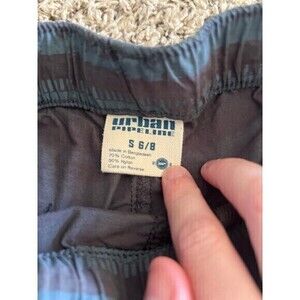 urban
PIPELINE
S 6/8
Made in Bangladesh
70% Cotton
30% Nylon
Care on Reverse